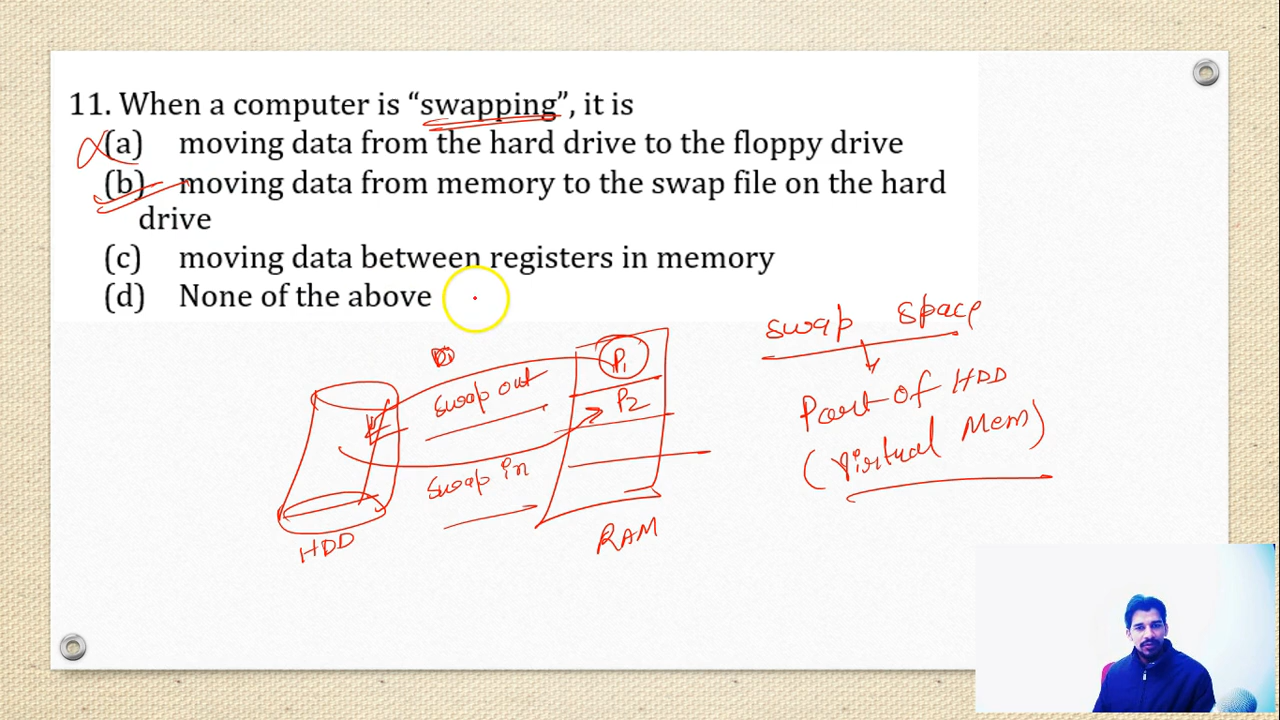 11. When a computer is “swapping”, it is
(a) moving data from the hard drive to the floppy drive
(b) moving data from memory to the swap file on the hard
drive
(c) moving data between registers in memory
(d) None of the above
swap space
Part of HDD
(Virtual Mem)
swap out
P1
P2
swap in
HDD
RAM